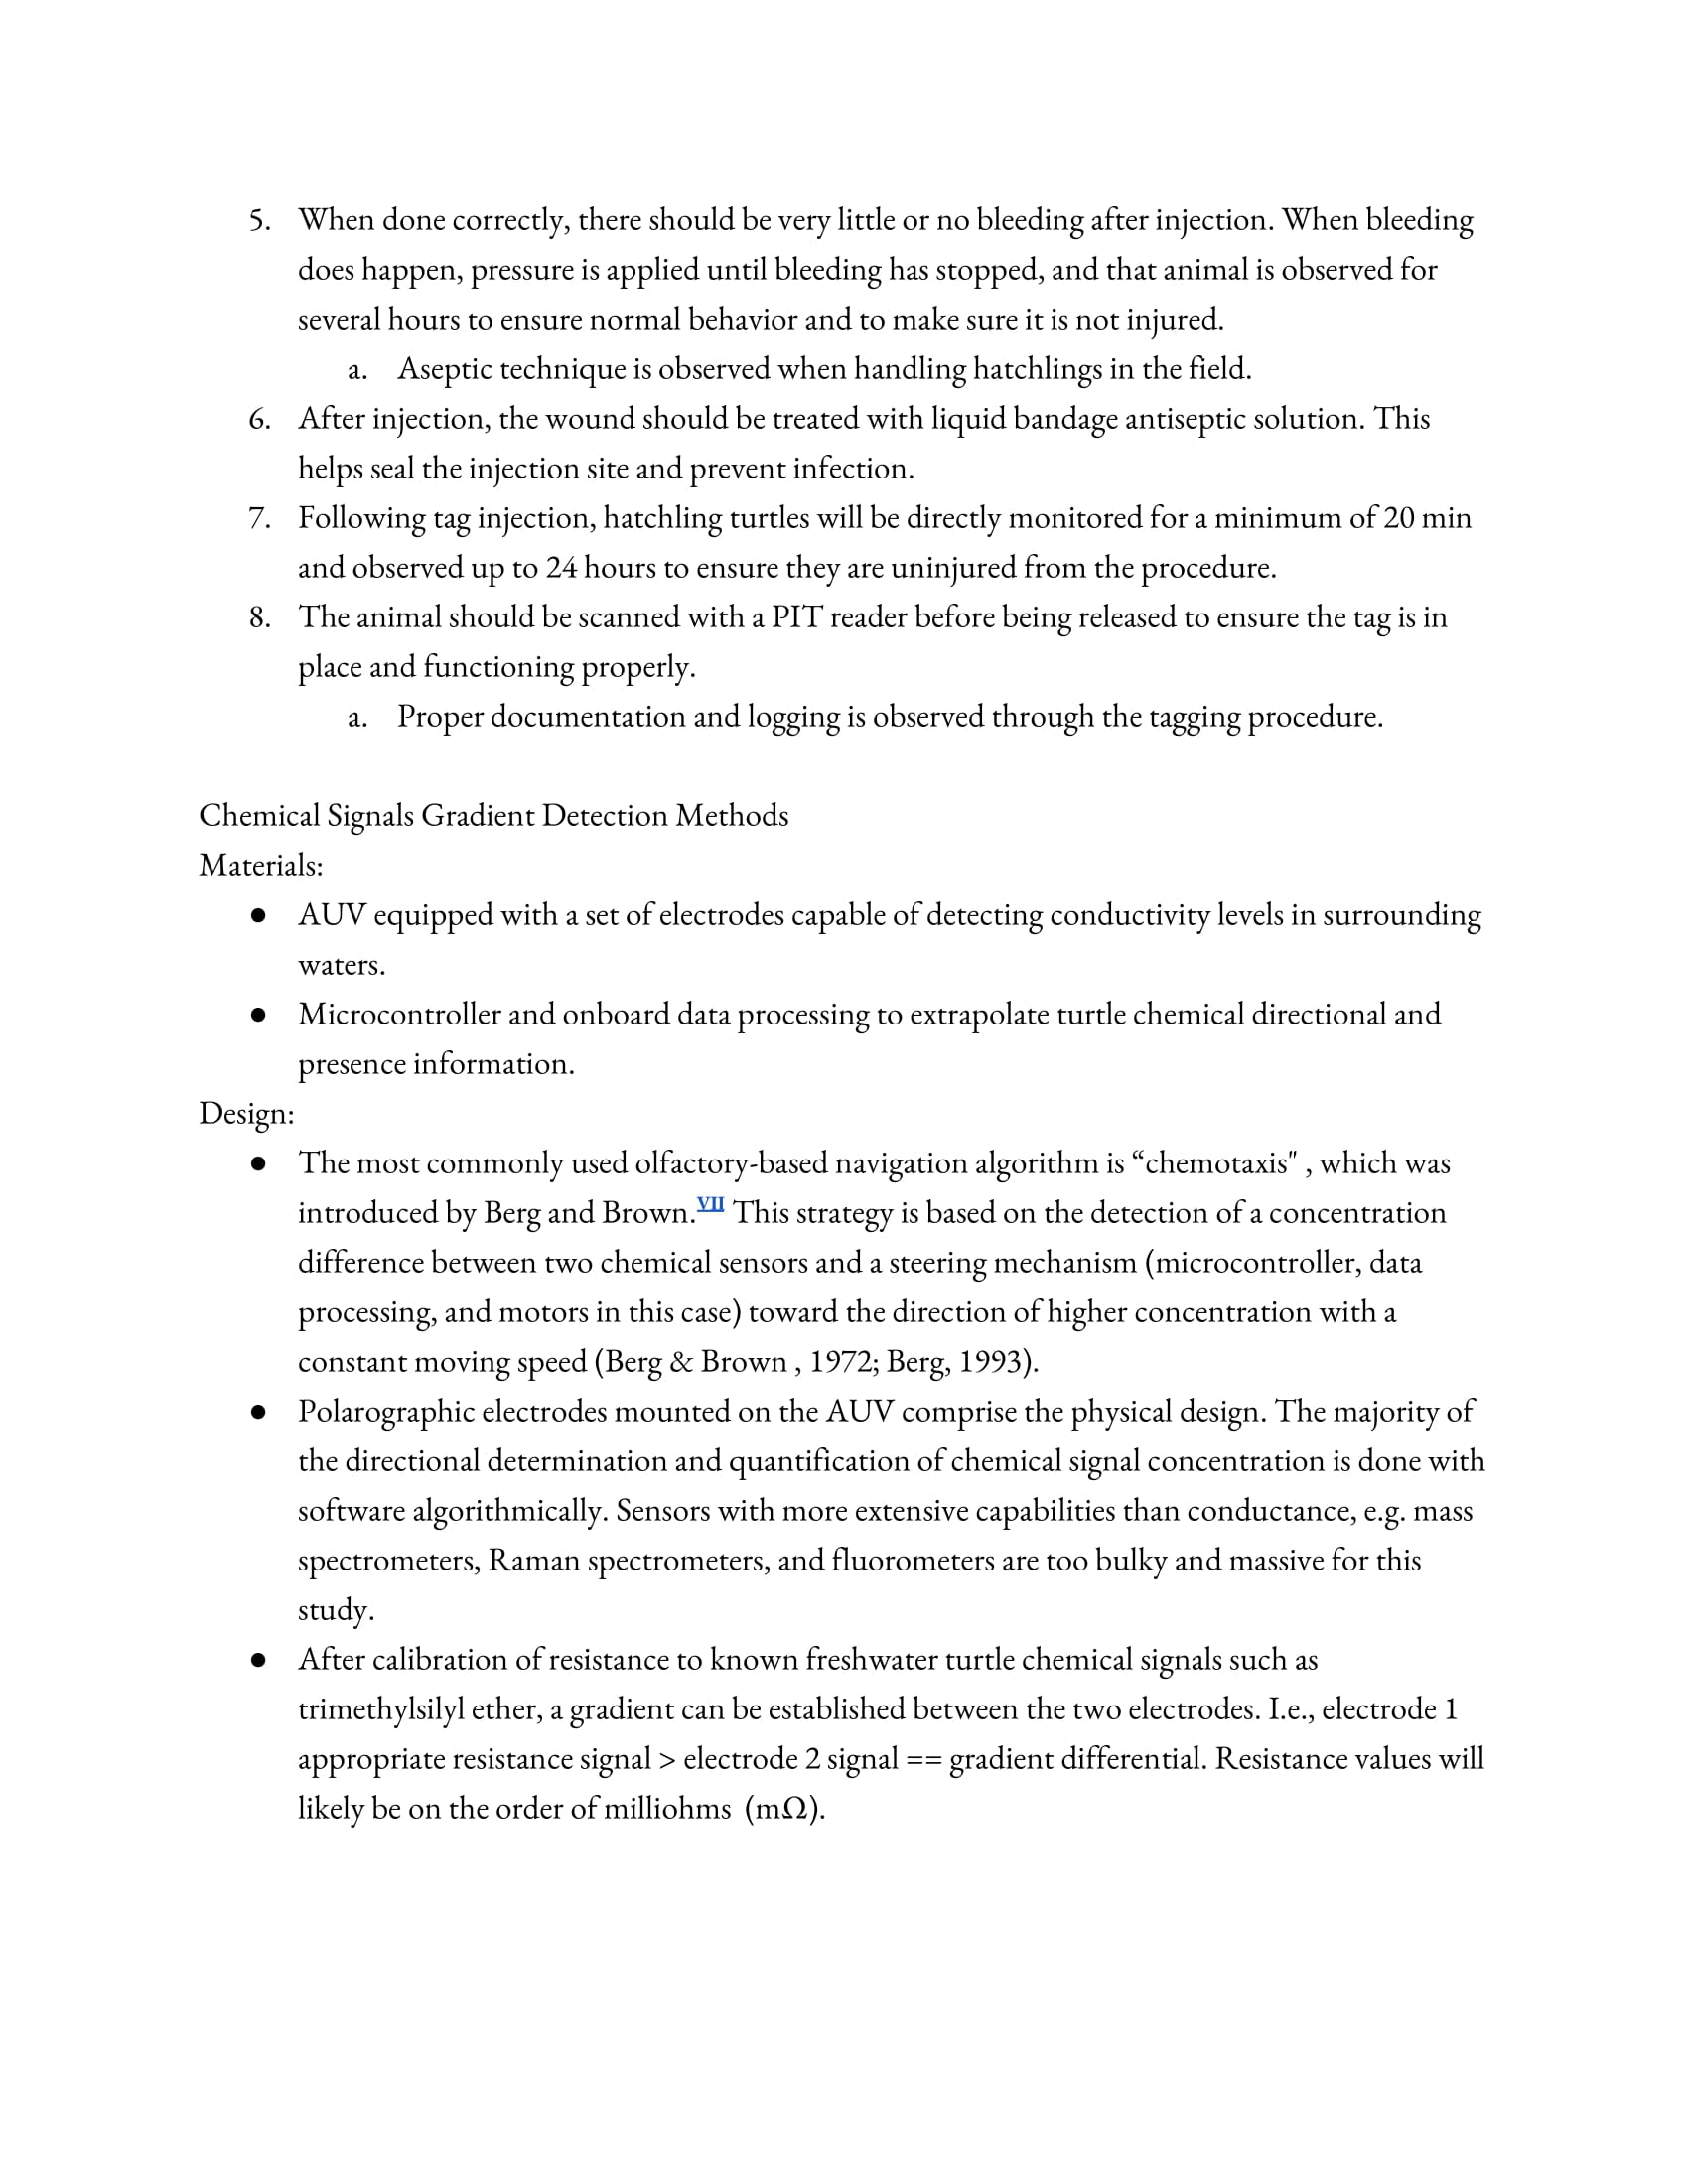 5. When done correctly, there should be very little or no bleeding after injection. When bleeding
does happen, pressure is applied until bleeding has stopped, and that animal is observed for
several hours to ensure normal behavior and to make sure it is not injured.
a. Aseptic technique is observed when handling hatchlings in the field.
6. After injection, the wound should be treated with liquid bandage antiseptic solution. This
helps seal the injection site and prevent infection.
7. Following tag injection, hatchling turtles will be directly monitored for a minimum of 20 min
and observed up to 24 hours to ensure they are uninjured from the procedure.
8. The animal should be scanned with a PIT reader before being released to ensure the tag is in
place and functioning properly.
a. Proper documentation and logging is observed through the tagging procedure.
Chemical Signals Gradient Detection Methods
Materials:
● AUV equipped with a set of electrodes capable of detecting conductivity levels in surrounding
waters.
● Microcontroller and onboard data processing to extrapolate turtle chemical directional and
presence information.
Design:
● The most commonly used olfactory-based navigation algorithm is “chemotaxis" , which was
introduced by Berg and Brown.VII This strategy is based on the detection of a concentration
difference between two chemical sensors and a steering mechanism (microcontroller, data
processing, and motors in this case) toward the direction of higher concentration with a
constant moving speed (Berg & Brown , 1972; Berg, 1993).
● Polarographic electrodes mounted on the AUV comprise the physical design. The majority of
the directional determination and quantification of chemical signal concentration is done with
software algorithmically. Sensors with more extensive capabilities than conductance, e.g. mass
spectrometers, Raman spectrometers, and fluorometers are too bulky and massive for this
study.
● After calibration of resistance to known freshwater turtle chemical signals such as
trimethylsilyl ether, a gradient can be established between the two electrodes. I.e., electrode 1
appropriate resistance signal > electrode 2 signal == gradient differential. Resistance values will
likely be on the order of milliohms (mΩ).